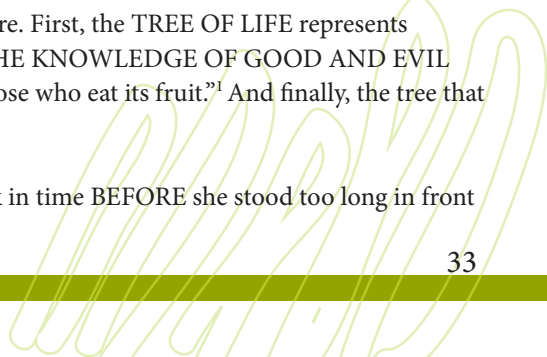 re. First, the TREE OF LIFE represents
HE KNOWLEDGE OF GOOD AND EVIL
ose who eat its fruit.”1 And finally, the tree that
k in time BEFORE she stood too long in front
33